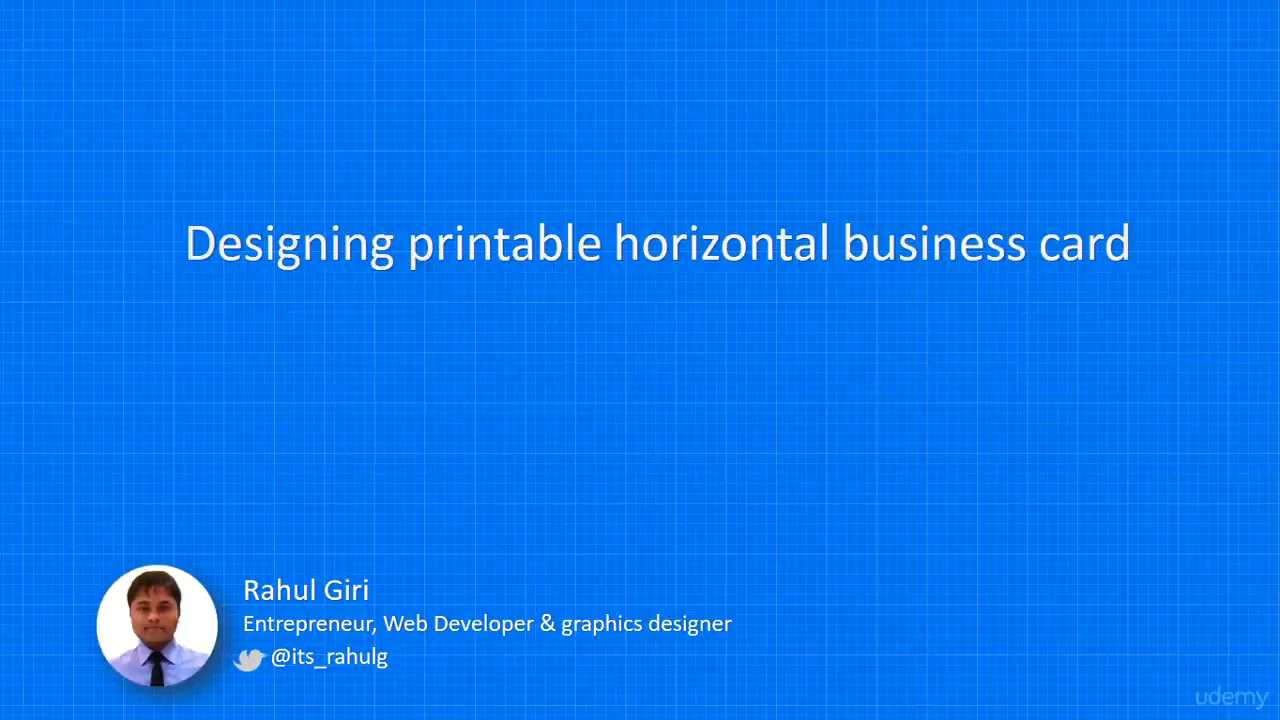 Designing printable horizontal business card
Rahul Giri
Entrepreneur, Web Developer & graphics designer
@its_rahulg
udemy